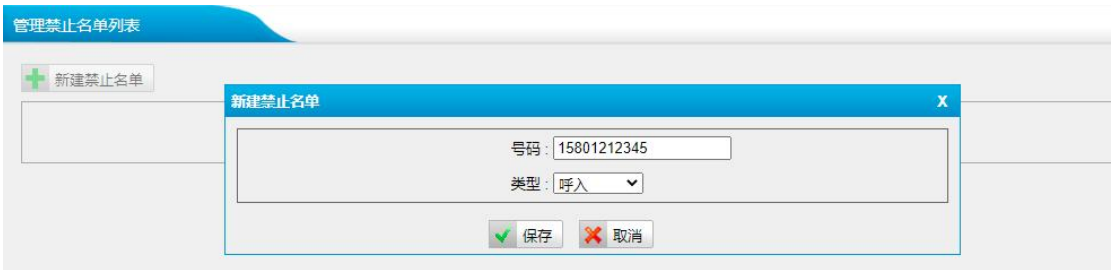 管理禁止名单列表
新建禁止名单
新建禁止名单 X
号码 : 15801212345
类型 : 呼入
保存 取消